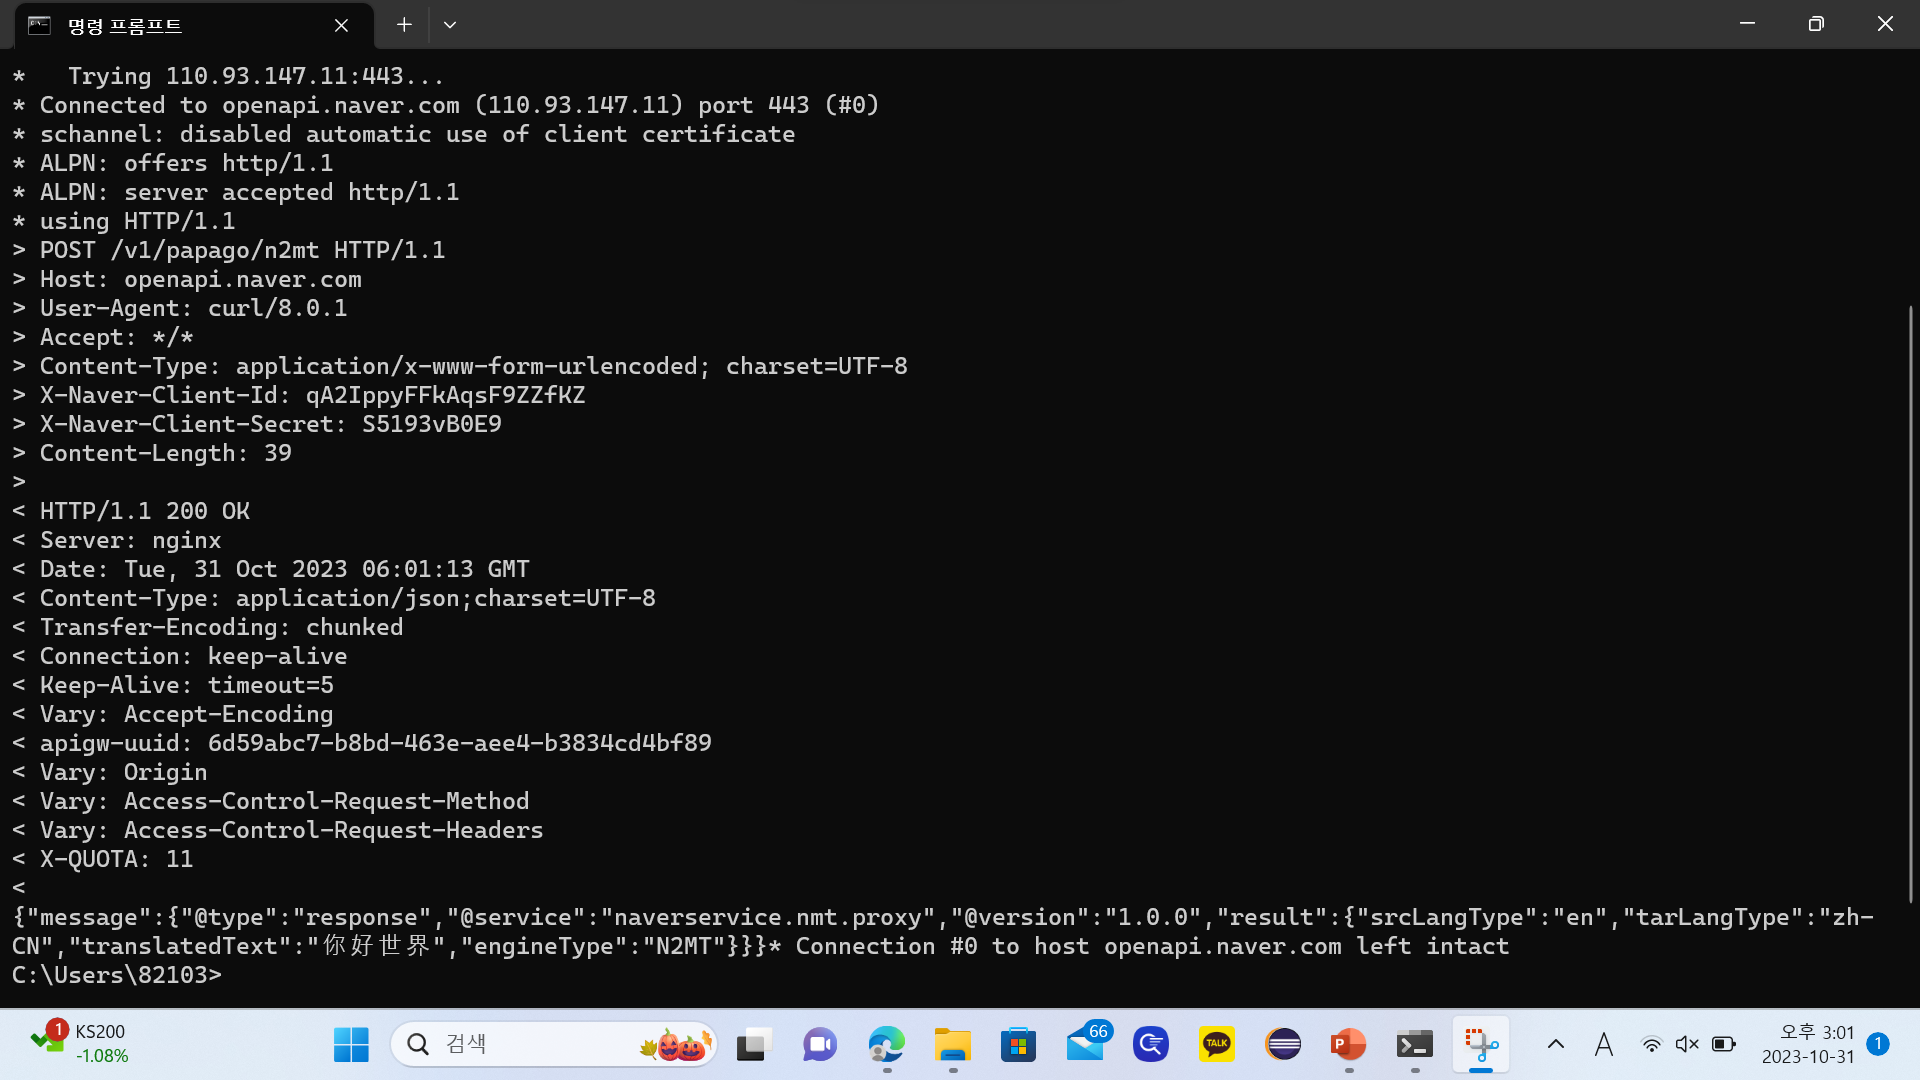 명령 프롬프트
*   Trying 110.93.147.11:443...
* Connected to openapi.naver.com (110.93.147.11) port 443 (#0)
* schannel: disabled automatic use of client certificate
* ALPN: offers http/1.1
* ALPN: server accepted http/1.1
* using HTTP/1.1
> POST /v1/papago/n2mt HTTP/1.1
> Host: openapi.naver.com
> User-Agent: curl/8.0.1
> Accept: */*
> Content-Type: application/x-www-form-urlencoded; charset=UTF-8
> X-Naver-Client-Id: qA2IppyFFkAqsF9ZZfKZ
> X-Naver-Client-Secret: S5193vB0E9
> Content-Length: 39
>
< HTTP/1.1 200 OK
< Server: nginx
< Date: Tue, 31 Oct 2023 06:01:13 GMT
< Content-Type: application/json;charset=UTF-8
< Transfer-Encoding: chunked
< Connection: keep-alive
< Keep-Alive: timeout=5
< Vary: Accept-Encoding
< apigw-uuid: 6d59abc7-b8bd-463e-aee4-b3834cd4bf89
< Vary: Origin
< Vary: Access-Control-Request-Method
< Vary: Access-Control-Request-Headers
< X-QUOTA: 11
<
{"message":{"@type":"response","@service":"naverservice.nmt.proxy","@version":"1.0.0","result":{"srcLangType":"en","tarLangType":"zh-
CN","translatedText":"你好世界","engineType":"N2MT"}}}* Connection #0 to host openapi.naver.com left intact
C:\Users\82103>
1
KS200
-1.08%
검색
66
TALK
P
A
오후 3:01
2023-10-31
1